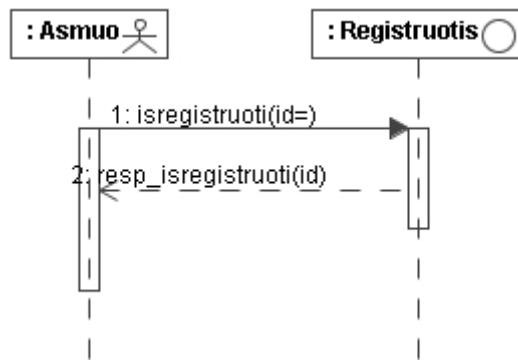 : Asmuo
: Registruotis
1: isregistruoti(id=)
2: resp_isregistruoti(id)